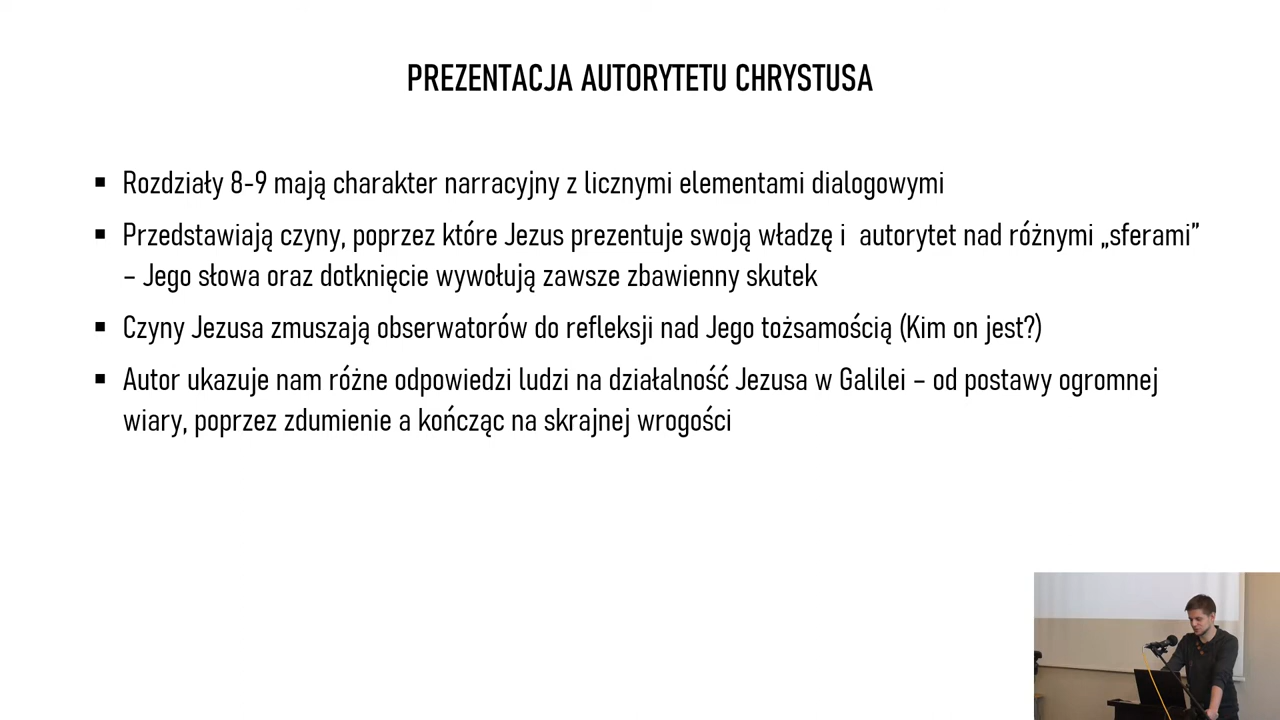 PREZENTACJA AUTORYTETU CHRYSTUSA
▪ Rozdziały 8-9 mają charakter narracyjny z licznymi elementami dialogowymi
▪ Przedstawiają czyny, poprzez które Jezus prezentuje swoją władzę i  autorytet nad różnymi „sferami”
– Jego słowa oraz dotknięcie wywołują zawsze zbawienny skutek
▪ Czyny Jezusa zmuszają obserwatorów do refleksji nad Jego tożsamością (Kim on jest?)
▪ Autor ukazuje nam różne odpowiedzi ludzi na działalność Jezusa w Galilei – od postawy ogromnej
wiary, poprzez zdumienie a kończąc na skrajnej wrogości